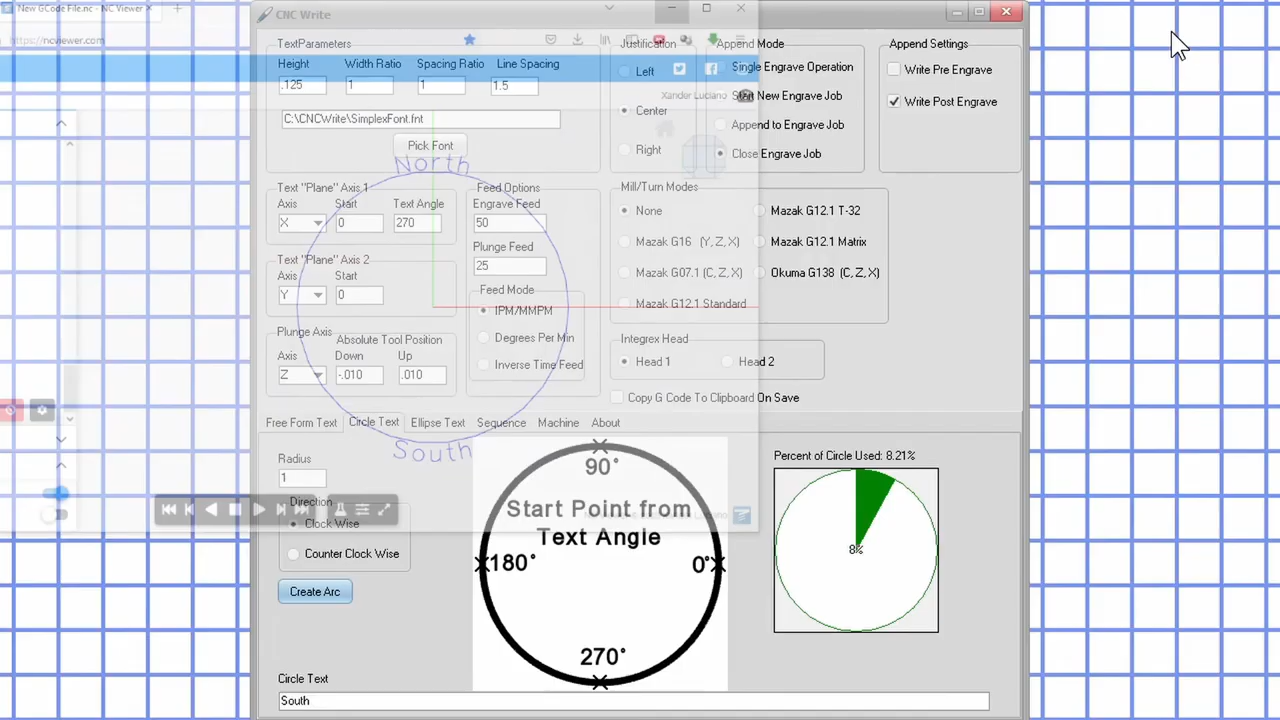 New GCode File.nc - NC Viewer
CNC Write
https://ncviewer.com
TextParameters
Justification
Append Mode
Append Settings
Height
Width Ratio
Spacing Ratio
Line Spacing
Left
Single Engrave Operation
Write Pre Engrave
.125
1
1
1.5
Xander Luciano
Start New Engrave Job
Write Post Engrave
C:\CNCWrite\SimplexFont.fnt
Center
Append to Engrave Job
Pick Font
Right
Close Engrave Job
North
Text "Plane" Axis 1
Feed Options
Mill/Turn Modes
Axis
Start
Text Angle
Engrave Feed
None
Mazak G12.1 T-32
X
0
270
50
Plunge Feed
Mazak G16 (Y, Z, X)
Mazak G12.1 Matrix
Text "Plane" Axis 2
Axis
Start
25
Mazak G07.1 (C, Z, X)
Okuma G138 (C, Z, X)
Y
0
Feed Mode
Mazak G12.1 Standard
IPM/MMPM
Plunge Axis
Absolute Tool Position
Degrees Per Min
Integrex Head
Axis
Down
Up
Inverse Time Feed
Head 1
Head 2
Z
-.010
.010
Copy G Code To Clipboard On Save
Free Form Text
Circle Text
Ellipse Text
Sequence
Machine
About
South
Radius
Percent of Circle Used: 8.21%
1
90°
Direction
Start Point from
Text Angle
Clock Wise
Counter Clock Wise
180°
0°
8%
Create Arc
270°
Circle Text
South